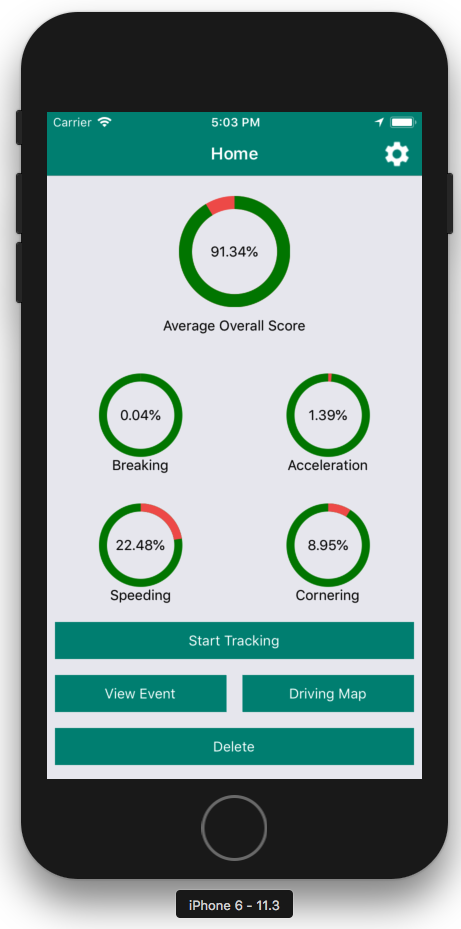 Carrier 5:03 PM
Home
91.34%
Average Overall Score
0.04% 1.39%
Breaking Acceleration
22.48% 8.95%
Speeding Cornering
Start Tracking
View Event Driving Map
Delete
iPhone 6 - 11.3